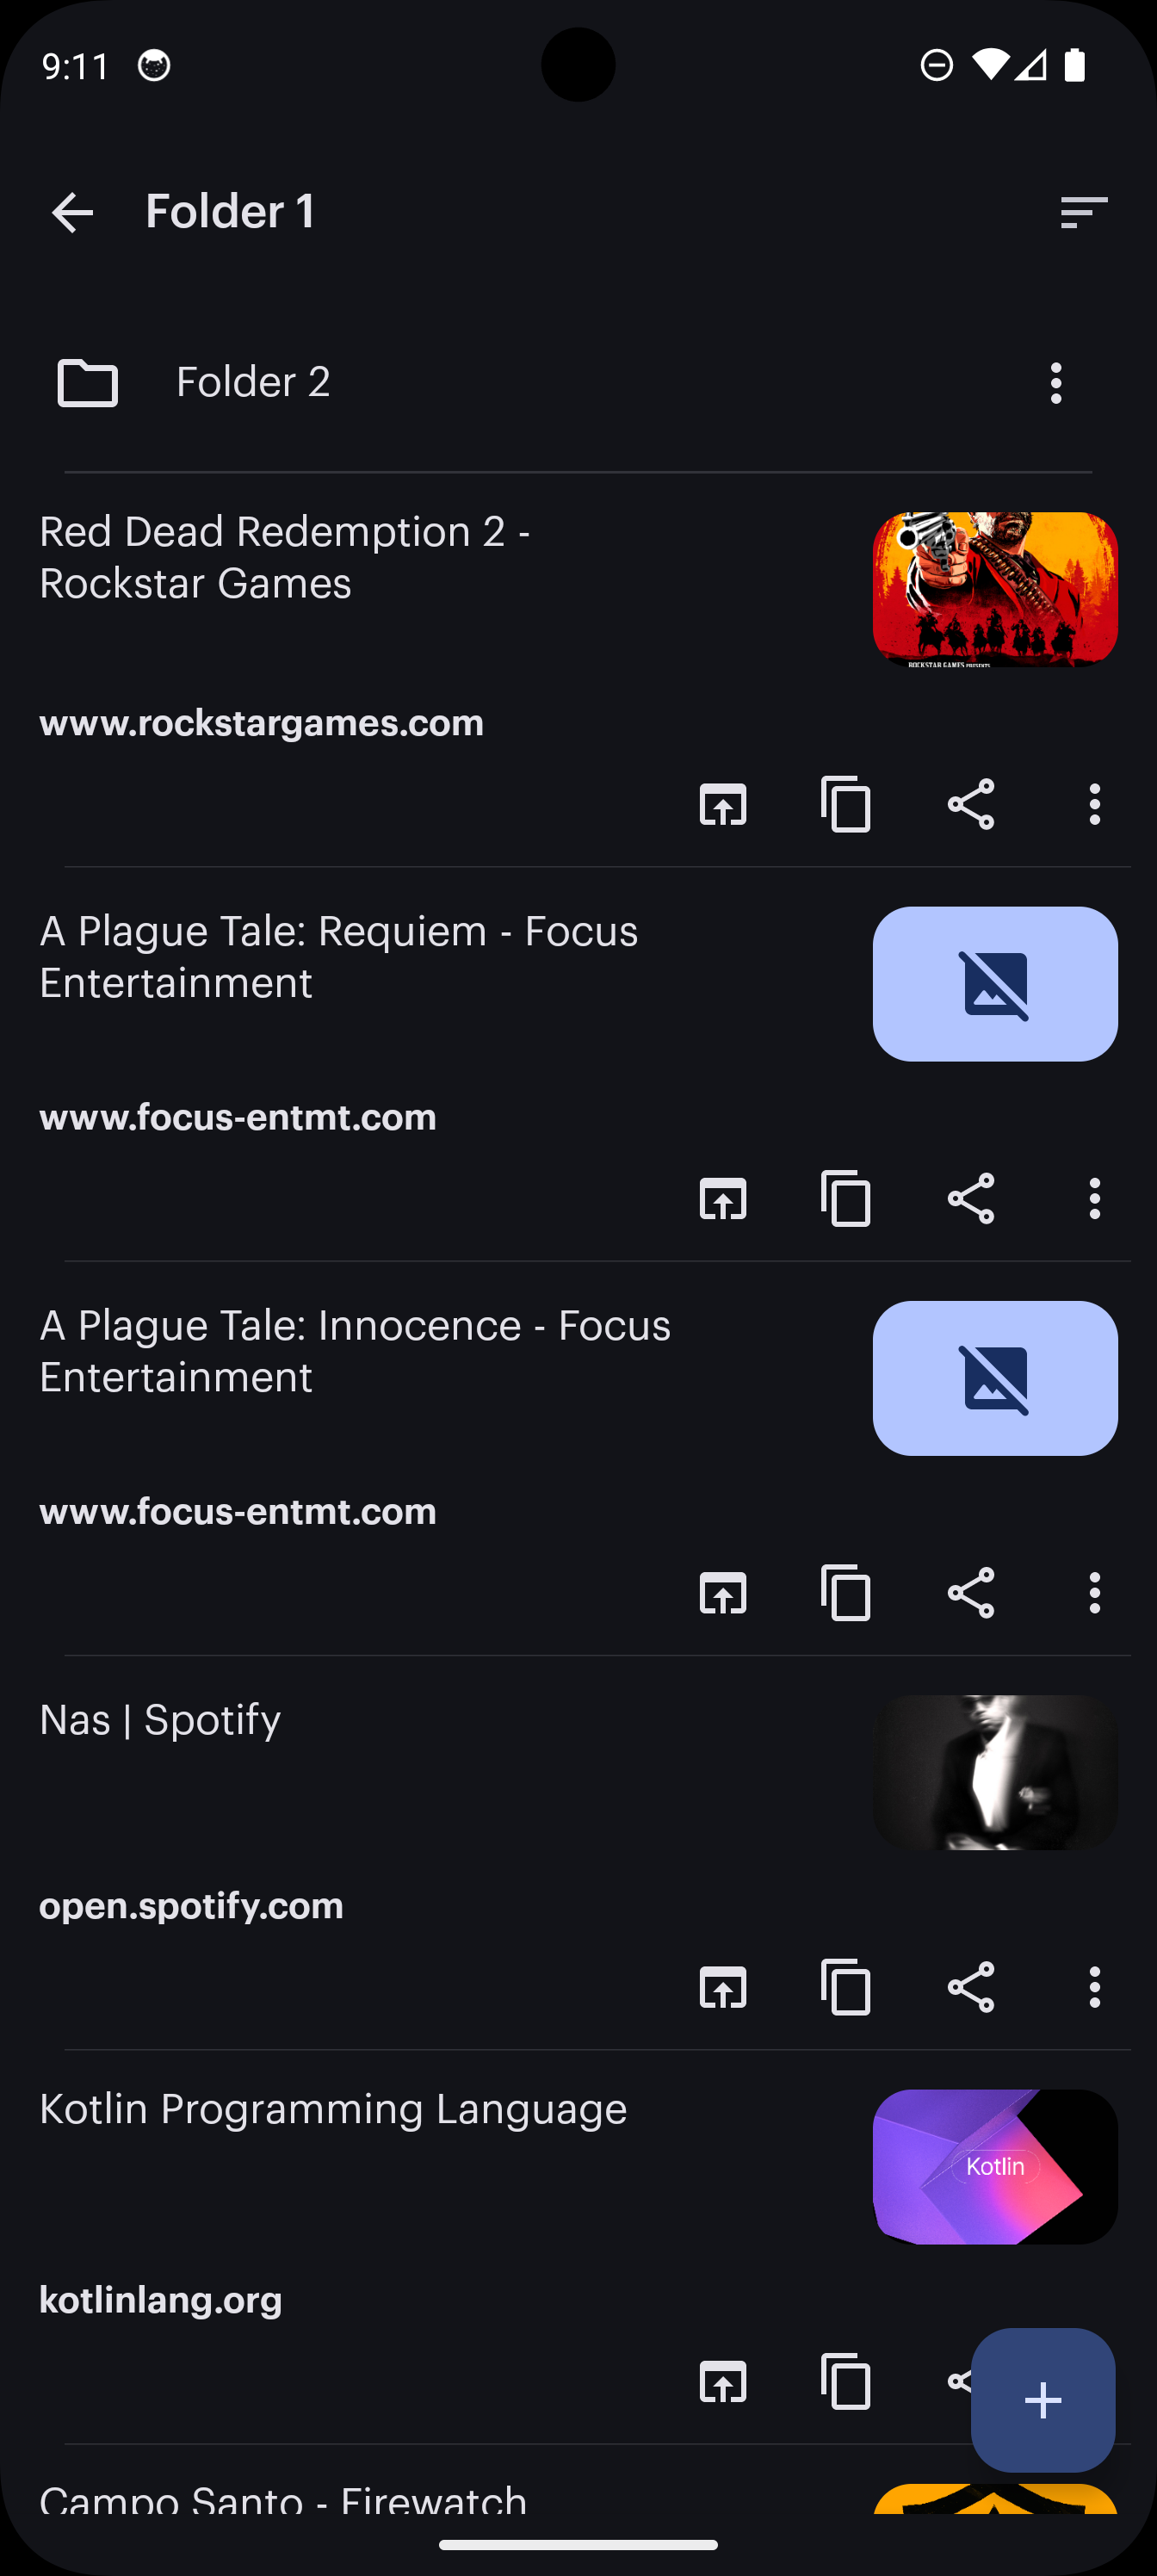 9:11
Folder 1
Folder 2
Red Dead Redemption 2 -
Rockstar Games
ROCKSTAR GAMES PRESENTS
www.rockstargames.com
A Plague Tale: Requiem - Focus
Entertainment
www.focus-entmt.com
A Plague Tale: Innocence - Focus
Entertainment
www.focus-entmt.com
Nas | Spotify
open.spotify.com
Kotlin Programming Language
Kotlin
kotlinlang.org
Campo Santo - Firewatch